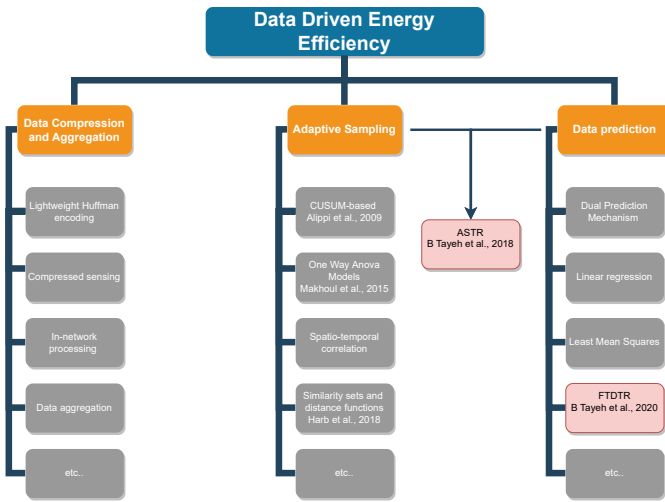 Data Driven Energy
Efficiency
Data Compression
and Aggregation
Lightweight Huffman
encoding
Compressed sensing
In-network
processing
Data aggregation
etc..
Adaptive Sampling
CUSUM-based
Alippi et al., 2009
One Way Anova
Models
Makhoul et al., 2015
Spatio-temporal
correlation
Similarity sets and
distance functions
Harb et al., 2018
etc..
ASTR
B Tayeh et al., 2018
Data prediction
Dual Prediction
Mechanism
Linear regression
Least Mean Squares
FTDTR
B Tayeh et al., 2020
etc..